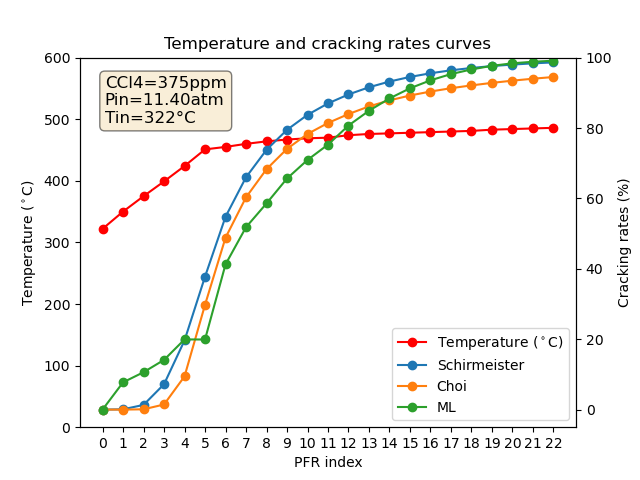 Temperature and cracking rates curves
CCl4=375ppm
Pin=11.40atm
Tin=322°C
600
500
400
300
200
100
0
Temperature (˚C)
100
80
60
40
20
0
Cracking rates (%)
Temperature (˚C)
Schirmeister
Choi
ML
0 1 2 3 4 5 6 7 8 9 10 11 12 13 14 15 16 17 18 19 20 21 22
PFR index